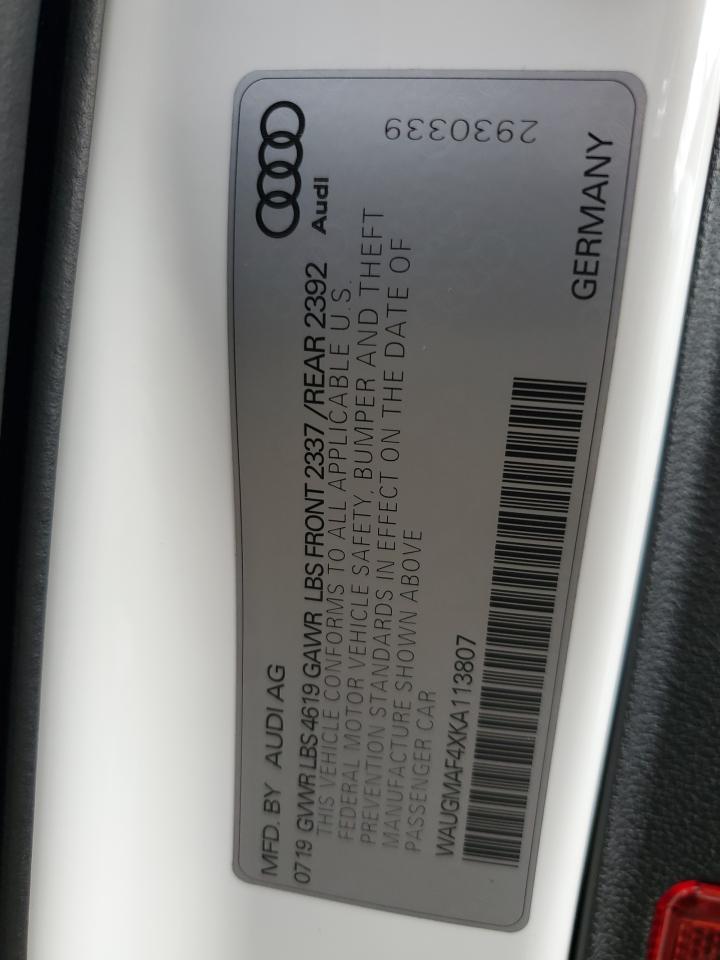 MFD. BY AUDI AG
Audi
0719 GVWR LBS 4619 GAWR LBS FRONT 2337 / REAR 2392
THIS VEHICLE CONFORMS TO ALL APPLICABLE U.S.
FEDERAL MOTOR VEHICLE SAFETY, BUMPER AND THEFT
PREVENTION STANDARDS IN EFFECT ON THE DATE OF
MANUFACTURE SHOWN ABOVE
PASSENGER CAR
WAUGMAF4XKA113807
2930339
GERMANY